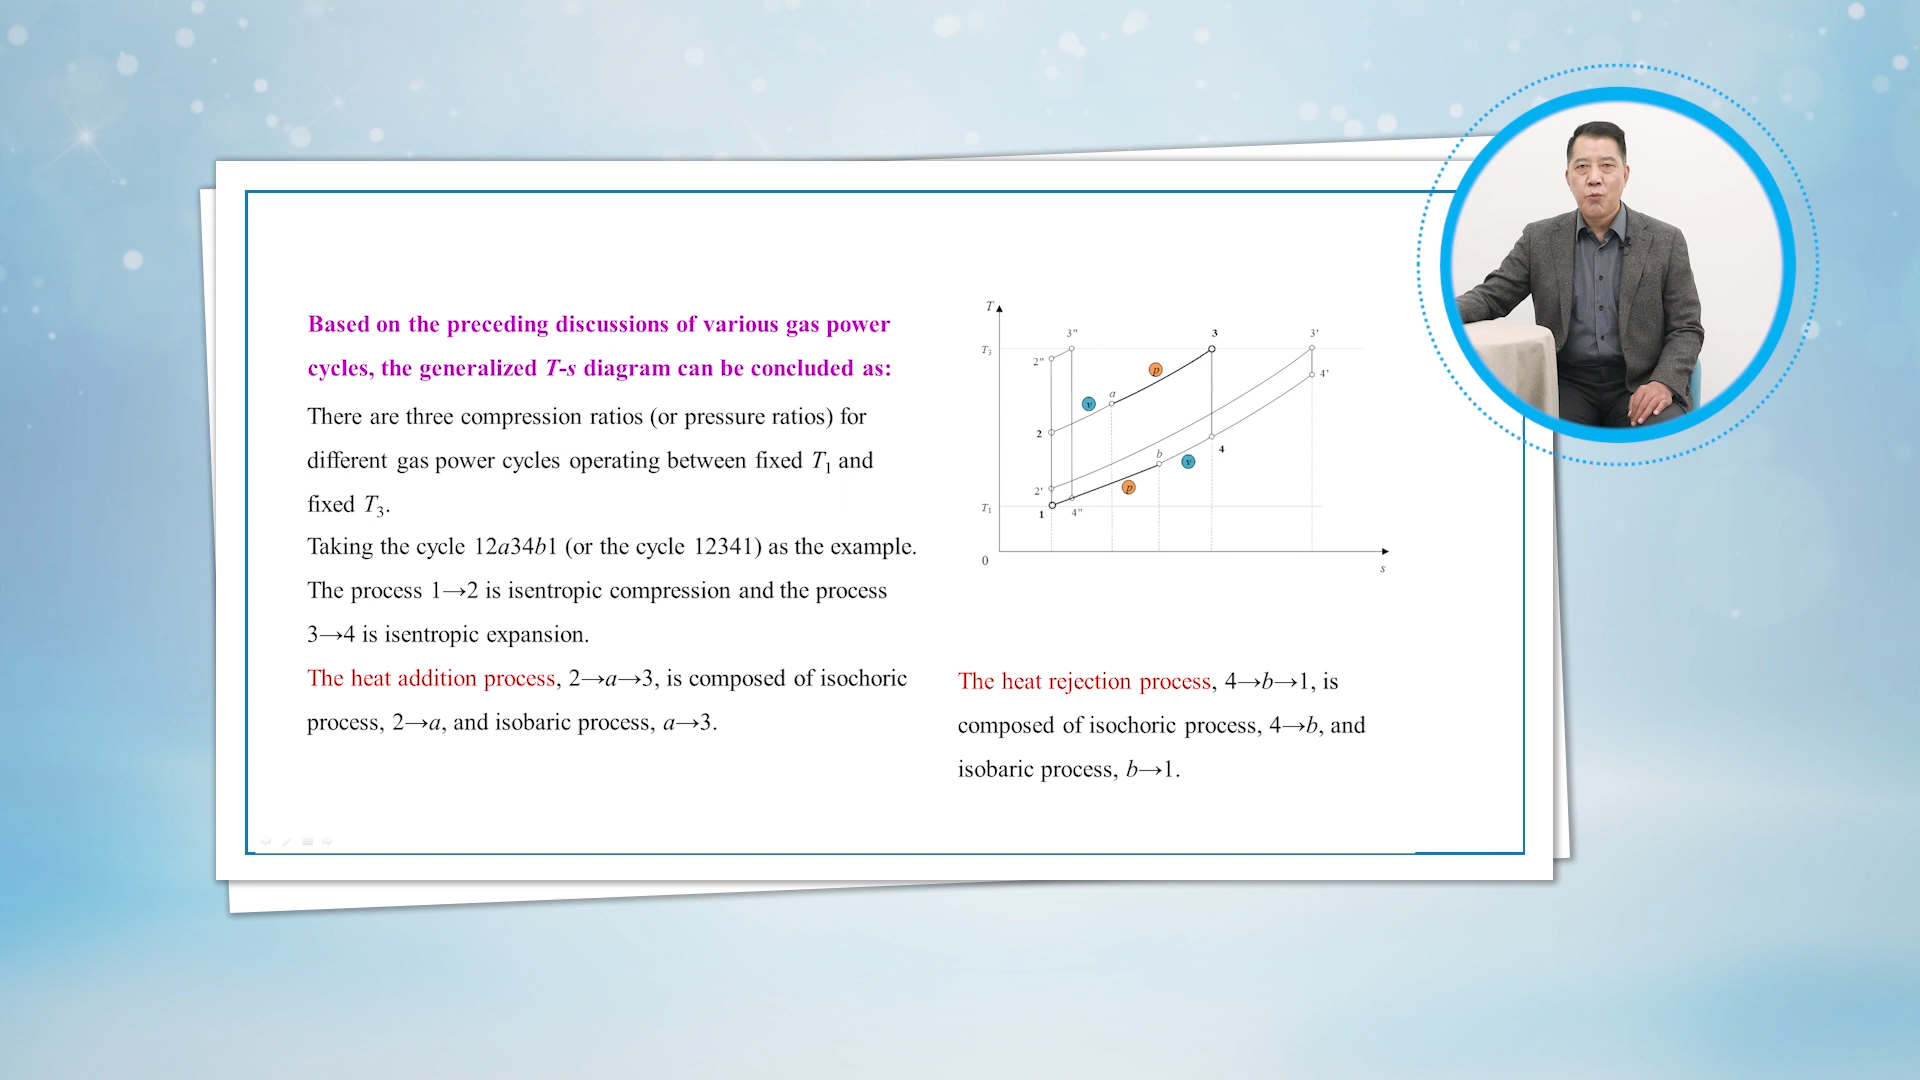 Based on the preceding discussions of various gas power
cycles, the generalized T-s diagram can be concluded as:
There are three compression ratios (or pressure ratios) for
different gas power cycles operating between fixed T₁ and
fixed T₃.
Taking the cycle 12a34b1 (or the cycle 12341) as the example.
The process 1→2 is isentropic compression and the process
3→4 is isentropic expansion.
The heat addition process, 2→a→3, is composed of isochoric
process, 2→a, and isobaric process, a→3.
T
3" 3 3'
T₃
2"
p
4'
a
v
2
4
b
v
2'
p
T₁
1 4"
0
s
The heat rejection process, 4→b→1, is
composed of isochoric process, 4→b, and
isobaric process, b→1.